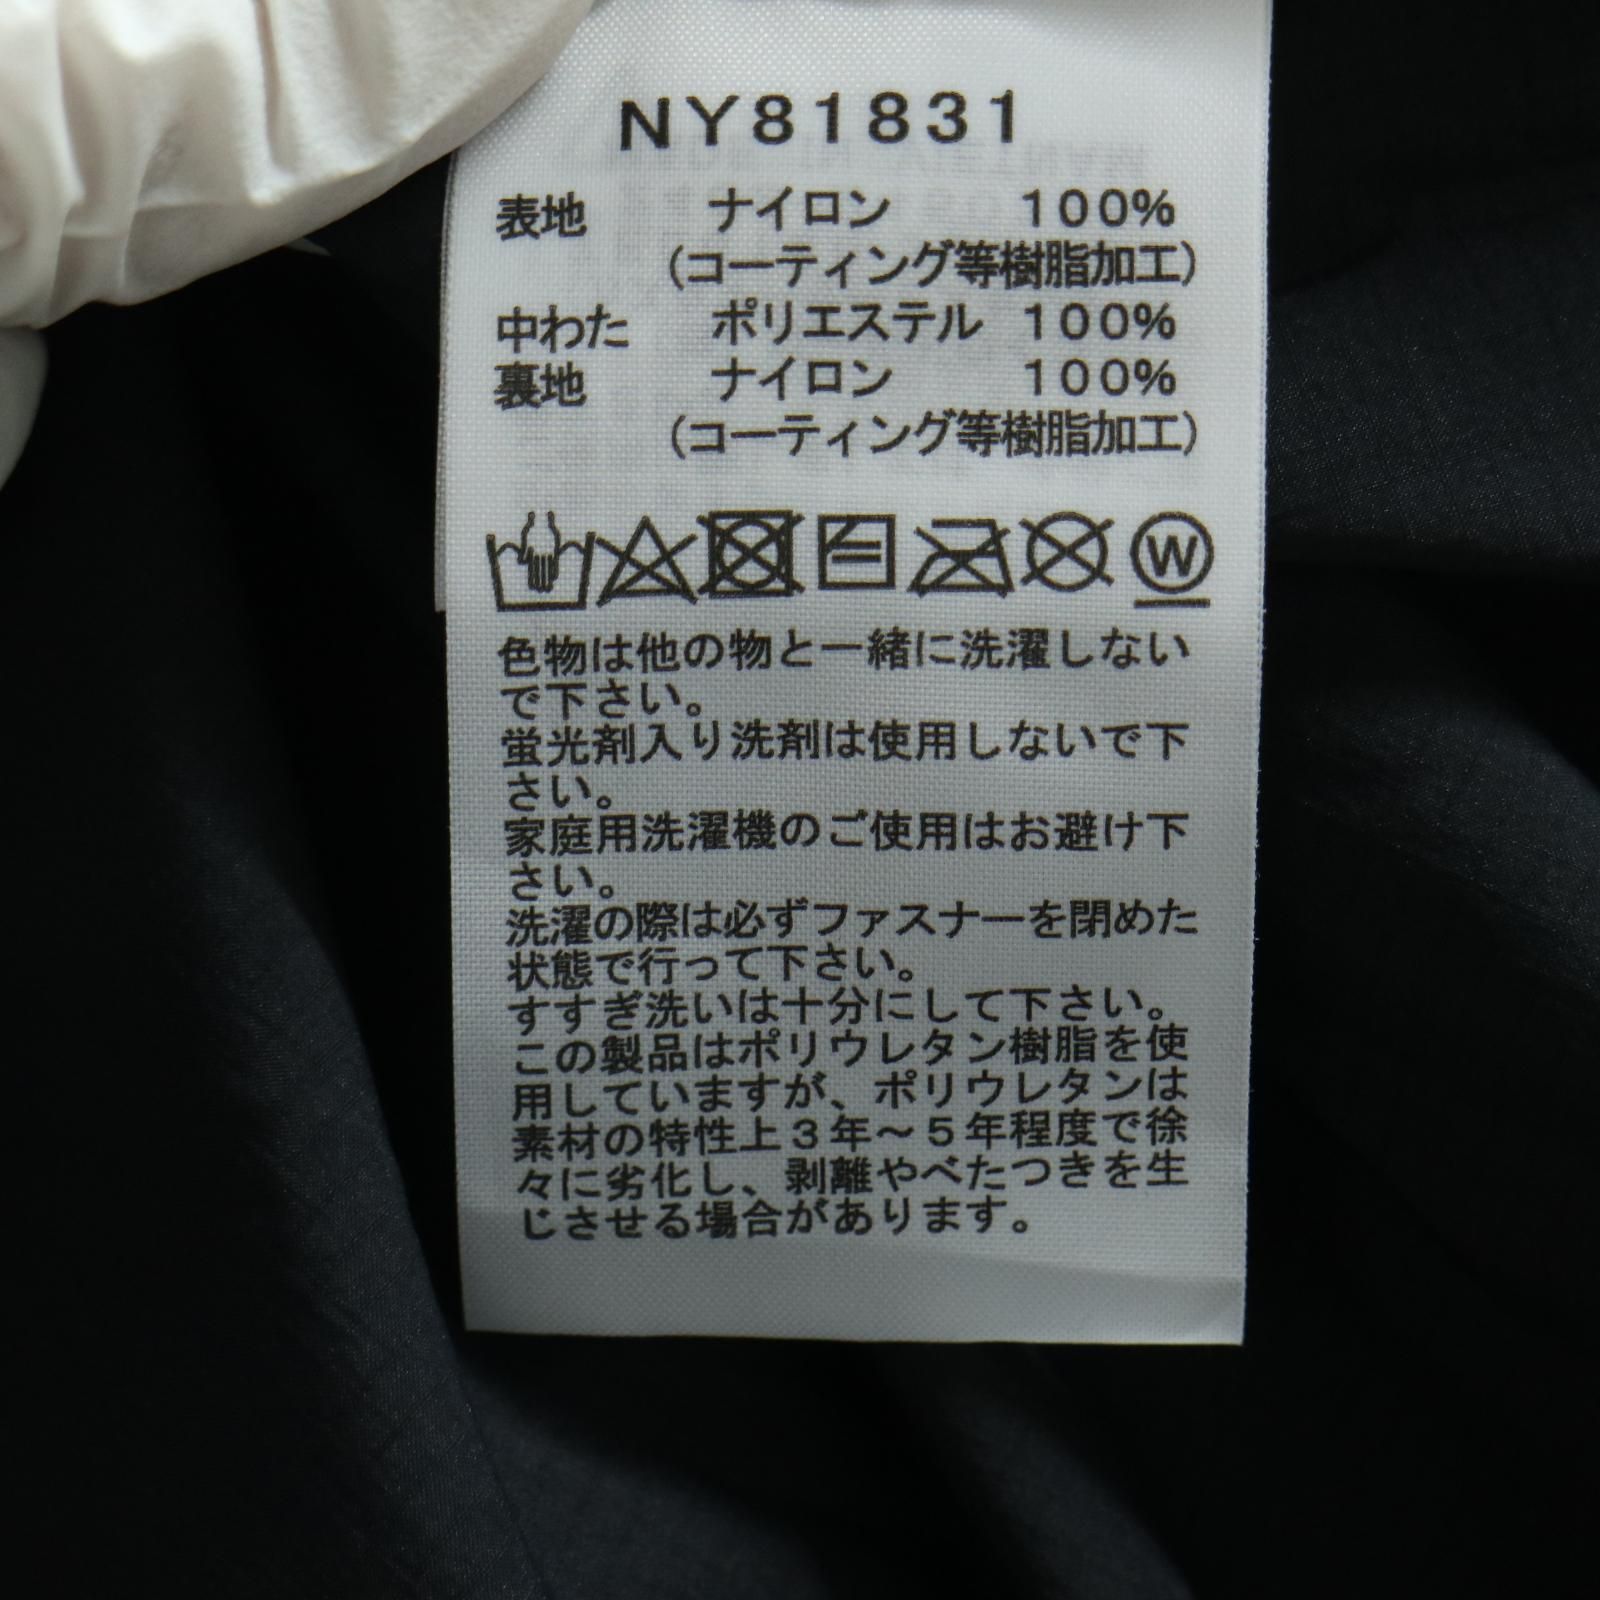 NY81831
表地 ナイロン 100%
(コーティング等樹脂加工)
中わた ポリエステル 100%
裏地 ナイロン 100%
(コーティング等樹脂加工)
W
色物は他の物と一緒に洗濯しない
で下さい。
蛍光剤入り洗剤は使用しないで下
さい。
家庭用洗濯機のご使用はお避け下
さい。
洗濯の際は必ずファスナーを閉めた
状態で行って下さい。
すすぎ洗いは十分にして下さい。
この製品はポリウレタン樹脂を使
用していますが、ポリウレタンは
素材の特性上3年~5年程度で徐
々に劣化し、剥離やべたつきを生
じさせる場合があります。